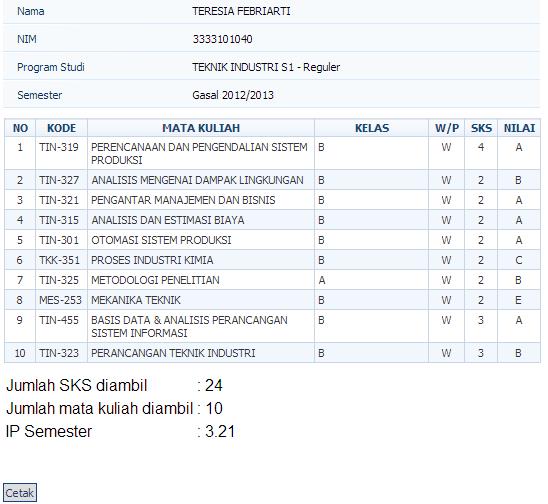 Nama TERESIA FEBRIARTI
NIM 3333101040
Program Studi TEKNIK INDUSTRI S1 - Reguler
Semester Gasal 2012/2013
NO KODE MATA KULIAH KELAS W/P SKS NILAI
1 TIN-319 PERENCANAAN DAN PENGENDALIAN SISTEM B W 4 A
PRODUKSI
2 TIN-327 ANALISIS MENGENAI DAMPAK LINGKUNGAN B W 2 B
3 TIN-321 PENGANTAR MANAJEMEN DAN BISNIS B W 2 A
4 TIN-315 ANALISIS DAN ESTIMASI BIAYA B W 2 A
5 TIN-301 OTOMASI SISTEM PRODUKSI B W 2 A
6 TKK-351 PROSES INDUSTRI KIMIA B W 2 C
7 TIN-325 METODOLOGI PENELITIAN A W 2 B
8 MES-253 MEKANIKA TEKNIK B W 2 E
9 TIN-455 BASIS DATA & ANALISIS PERANCANGAN B W 3 A
SISTEM INFORMASI
10 TIN-323 PERANCANGAN TEKNIK INDUSTRI B W 3 B
Jumlah SKS diambil : 24
Jumlah mata kuliah diambil : 10
IP Semester : 3.21
Cetak